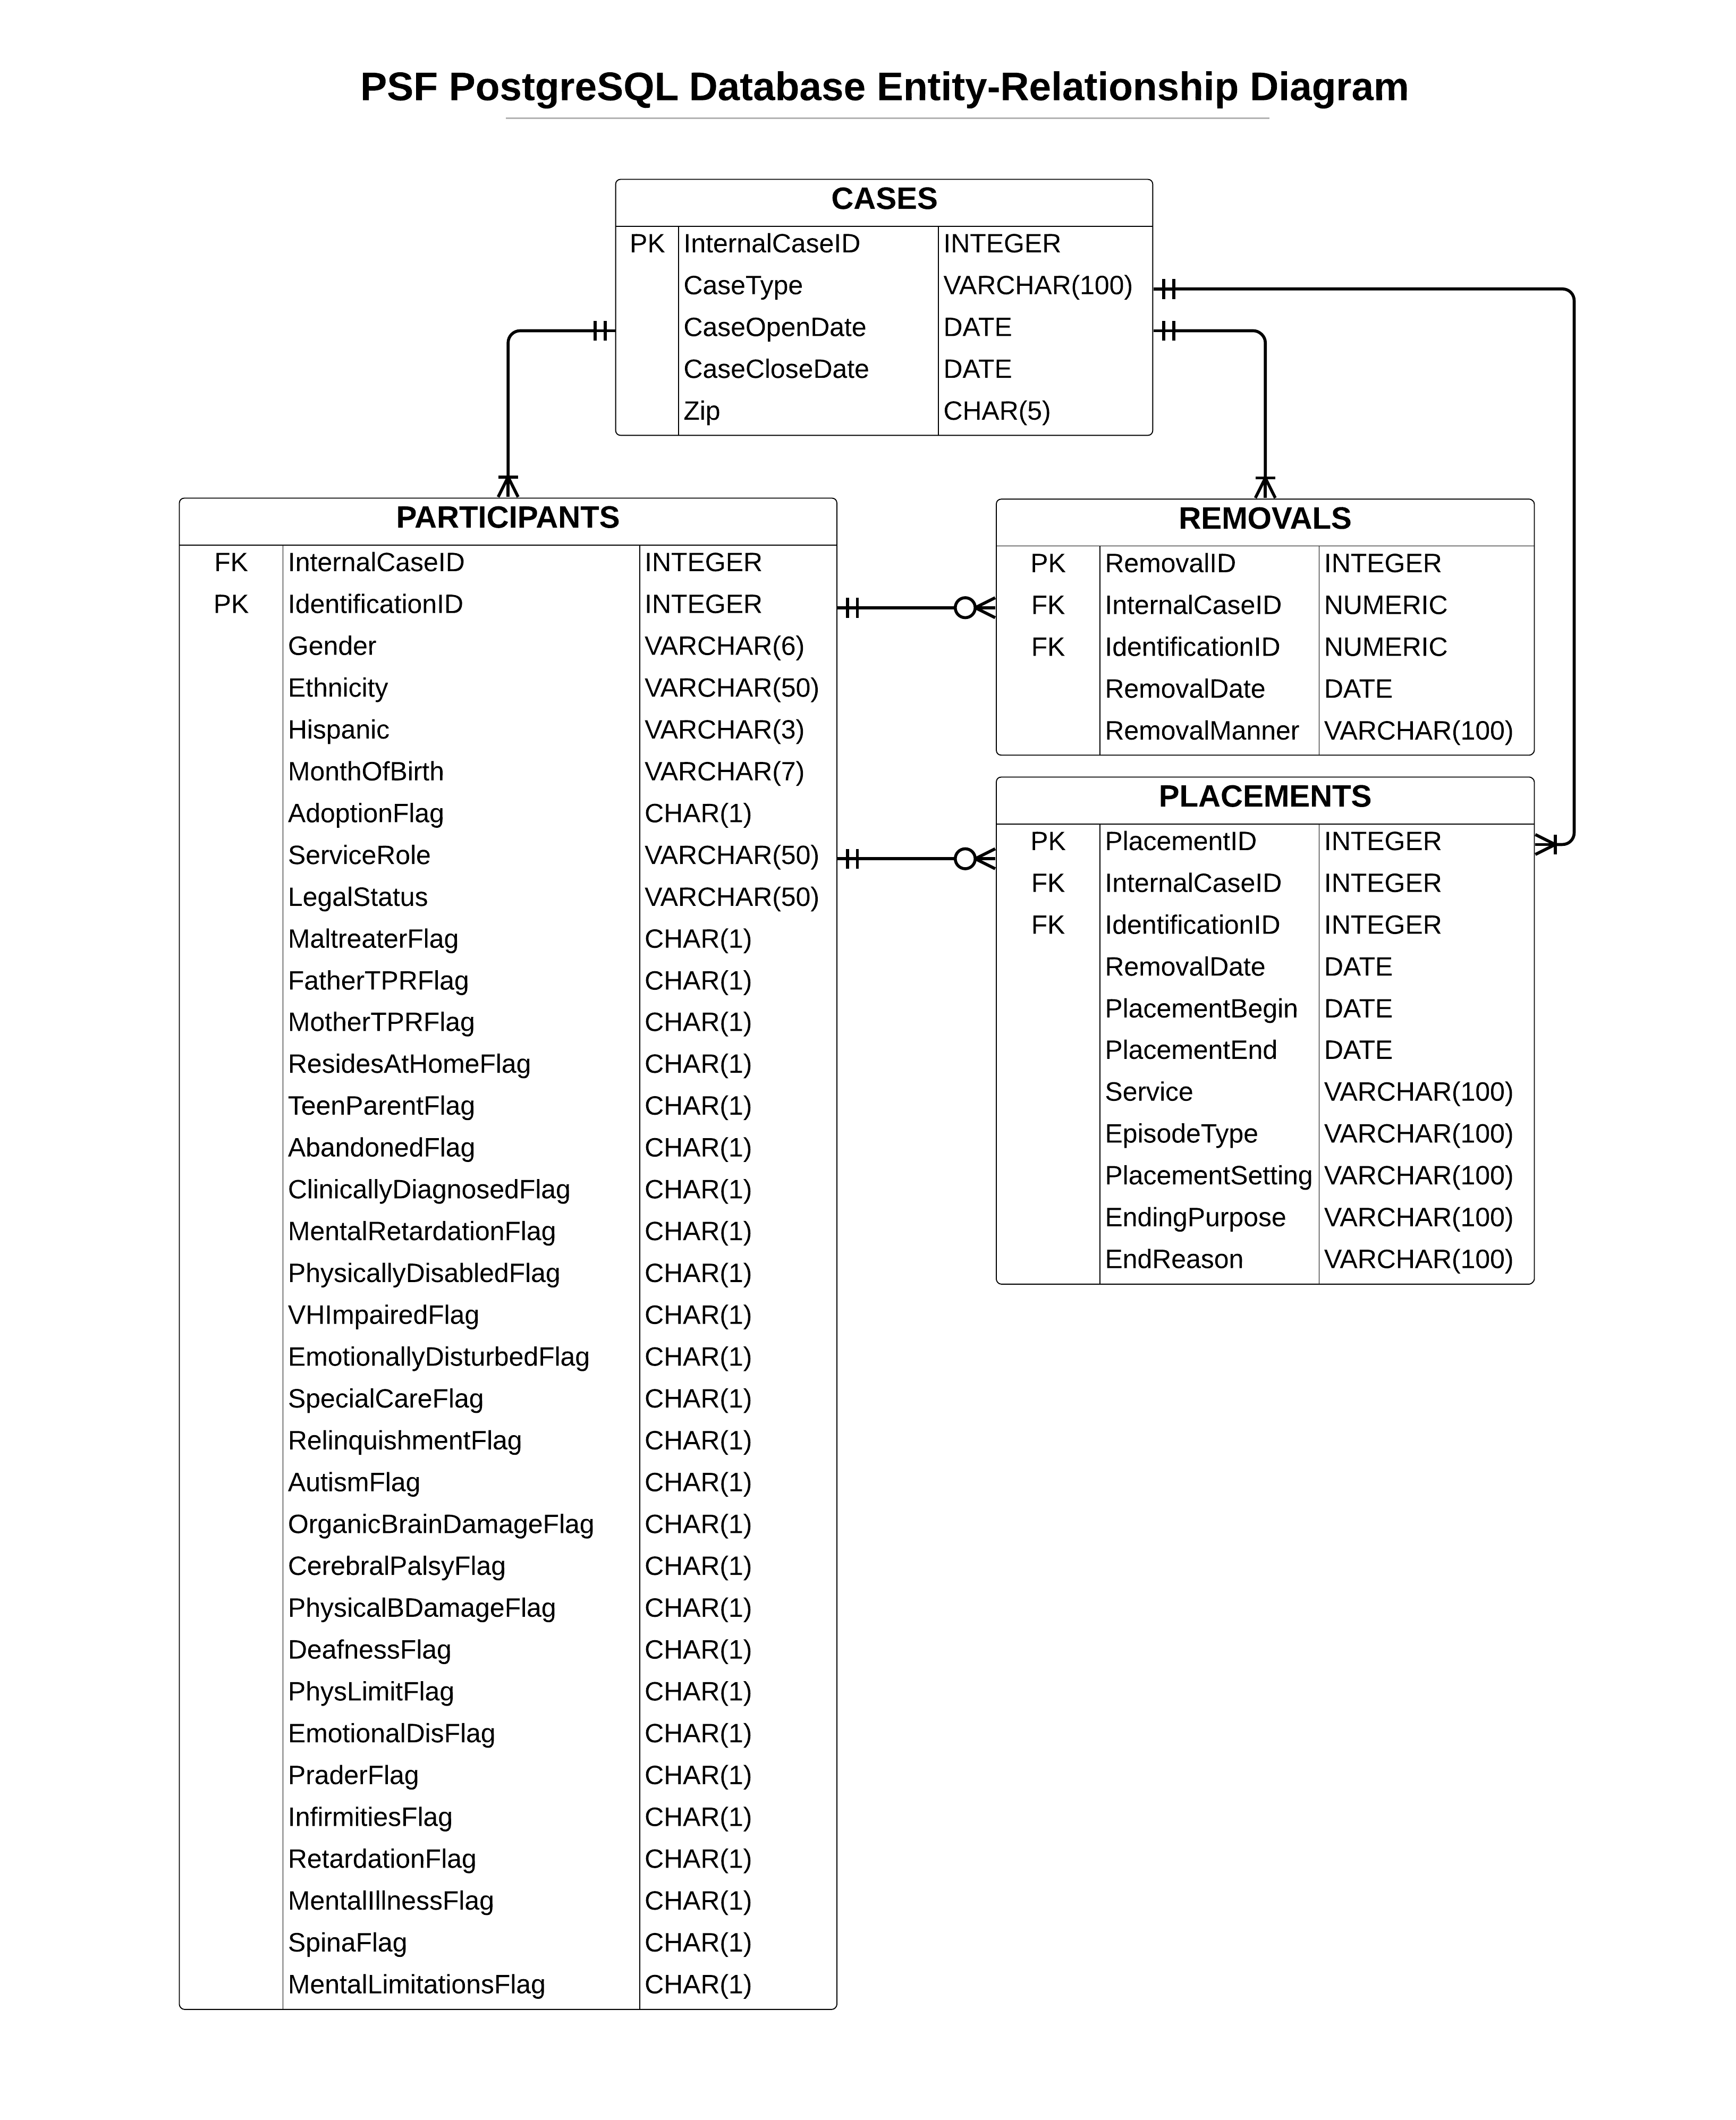 PSF PostgreSQL Database Entity-Relationship Diagram
CASES
PK InternalCaseID INTEGER
CaseType VARCHAR(100)
CaseOpenDate DATE
CaseCloseDate DATE
Zip CHAR(5)
PARTICIPANTS
FK InternalCaseID INTEGER
PK IdentificationID INTEGER
Gender VARCHAR(6)
Ethnicity VARCHAR(50)
Hispanic VARCHAR(3)
MonthOfBirth VARCHAR(7)
AdoptionFlag CHAR(1)
ServiceRole VARCHAR(50)
LegalStatus VARCHAR(50)
MaltreaterFlag CHAR(1)
FatherTPRFlag CHAR(1)
MotherTPRFlag CHAR(1)
ResidesAtHomeFlag CHAR(1)
TeenParentFlag CHAR(1)
AbandonedFlag CHAR(1)
ClinicallyDiagnosedFlag CHAR(1)
MentalRetardationFlag CHAR(1)
PhysicallyDisabledFlag CHAR(1)
VHImpairedFlag CHAR(1)
EmotionallyDisturbedFlag CHAR(1)
SpecialCareFlag CHAR(1)
RelinquishmentFlag CHAR(1)
AutismFlag CHAR(1)
OrganicBrainDamageFlag CHAR(1)
CerebralPalsyFlag CHAR(1)
PhysicalBDamageFlag CHAR(1)
DeafnessFlag CHAR(1)
PhysLimitFlag CHAR(1)
EmotionalDisFlag CHAR(1)
PraderFlag CHAR(1)
InfirmitiesFlag CHAR(1)
RetardationFlag CHAR(1)
MentalIllnessFlag CHAR(1)
SpinaFlag CHAR(1)
MentalLimitationsFlag CHAR(1)
REMOVALS
PK RemovalID INTEGER
FK InternalCaseID NUMERIC
FK IdentificationID NUMERIC
RemovalDate DATE
RemovalManner VARCHAR(100)
PLACEMENTS
PK PlacementID INTEGER
FK InternalCaseID INTEGER
FK IdentificationID INTEGER
RemovalDate DATE
PlacementBegin DATE
PlacementEnd DATE
Service VARCHAR(100)
EpisodeType VARCHAR(100)
PlacementSetting VARCHAR(100)
EndingPurpose VARCHAR(100)
EndReason VARCHAR(100)